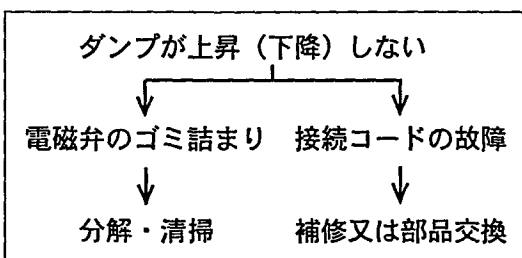 ダンプが上昇（下降）しない
電磁弁のゴミ詰まり 接続コードの故障
分解・清掃 補修又は部品交換